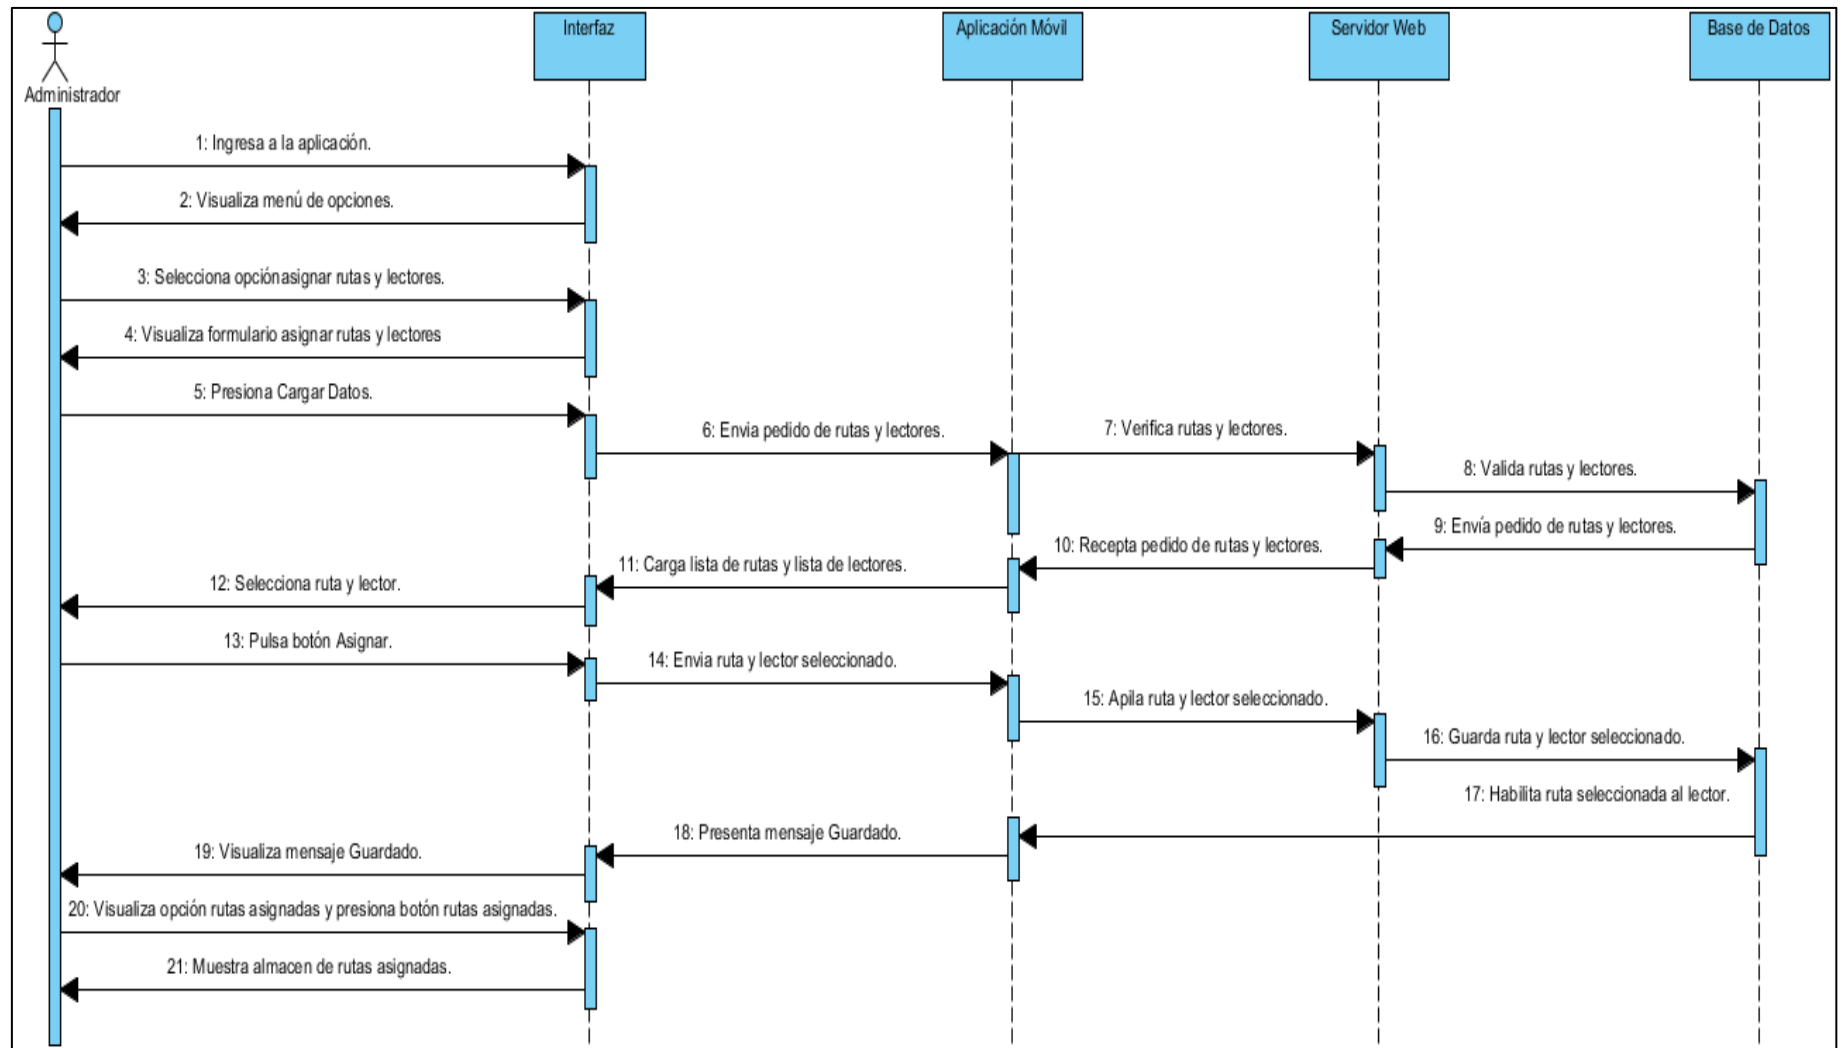 Interfaz
Aplicación Móvil
Servidor Web
Base de Datos
Administrador
1: Ingresa a la aplicación.
2: Visualiza menú de opciones.
3: Selecciona opciónasignar rutas y lectores.
4: Visualiza formulario asignar rutas y lectores
5: Presiona Cargar Datos.
6: Envia pedido de rutas y lectores.
7: Verifica rutas y lectores.
8: Valida rutas y lectores.
9: Envía pedido de rutas y lectores.
10: Recepta pedido de rutas y lectores.
11: Carga lista de rutas y lista de lectores.
12: Selecciona ruta y lector.
13: Pulsa botón Asignar.
14: Envia ruta y lector seleccionado.
15: Apila ruta y lector seleccionado.
16: Guarda ruta y lector seleccionado.
17: Habilita ruta seleccionada al lector.
18: Presenta mensaje Guardado.
19: Visualiza mensaje Guardado.
20: Visualiza opción rutas asignadas y presiona botón rutas asignadas.
21: Muestra almacen de rutas asignadas.